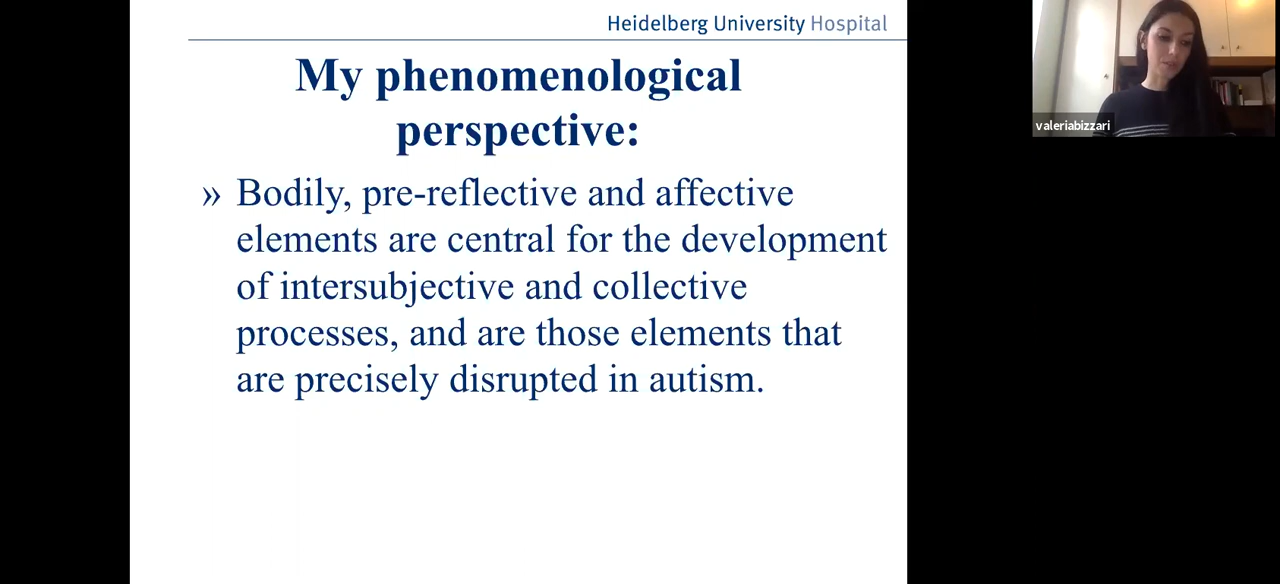 Heidelberg University Hospital
My phenomenological
perspective:
» Bodily, pre-reflective and affective
elements are central for the development
of intersubjective and collective
processes, and are those elements that
are precisely disrupted in autism.
valeriabizzari